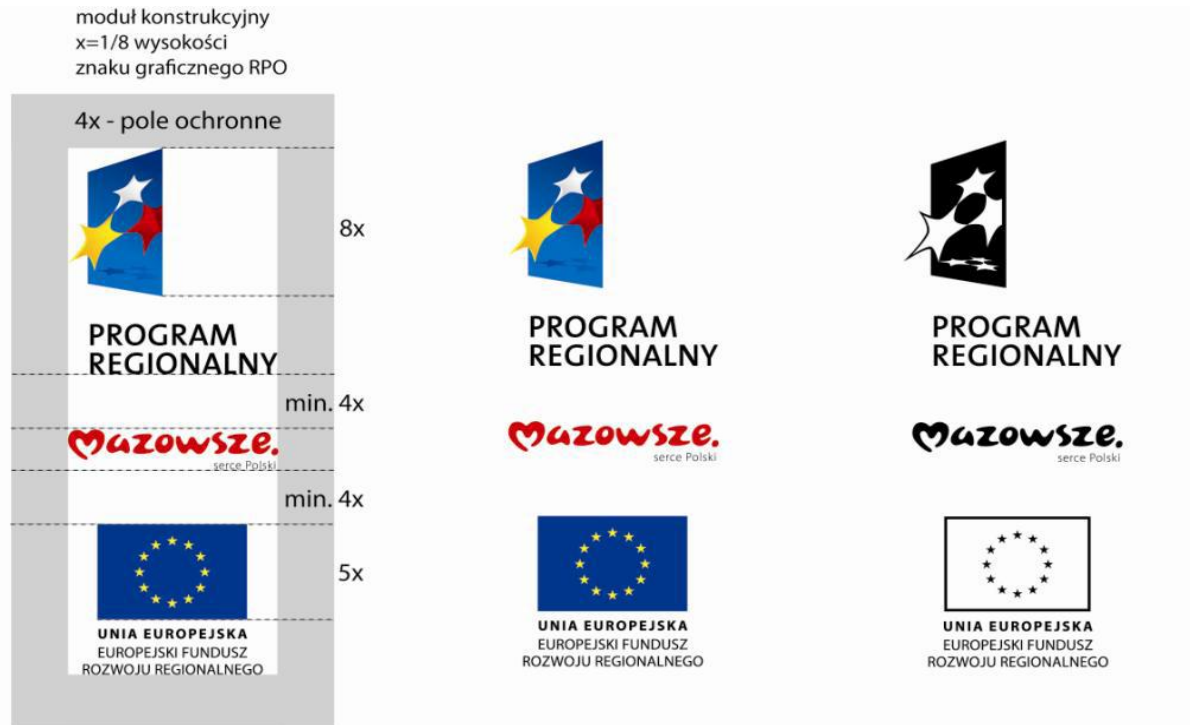 moduł konstrukcyjny
x=1/8 wysokości
znaku graficznego RPO
4x - pole ochronne
8x
PROGRAM
REGIONALNY
min. 4x
mazowsze.
serce Polski
min. 4x
5x
UNIA EUROPEJSKA
EUROPEJSKI FUNDUSZ
ROZWOJU REGIONALNEGO
PROGRAM
REGIONALNY
mazowsze.
serce Polski
UNIA EUROPEJSKA
EUROPEJSKI FUNDUSZ
ROZWOJU REGIONALNEGO
PROGRAM
REGIONALNY
mazowsze.
serce Polski
UNIA EUROPEJSKA
EUROPEJSKI FUNDUSZ
ROZWOJU REGIONALNEGO